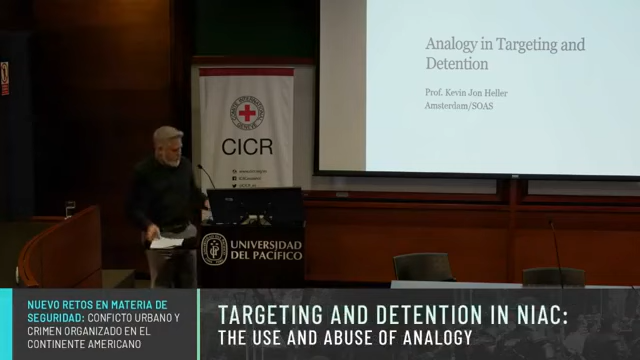 Analogy in Targeting and
Detention
Prof. Kevin Jon Heller
Amsterdam/SOAS
CICR
UNIVERSIDAD
DEL PACÍFICO
NUEVO RETOS EN MATERIA DE
SEGURIDAD: CONFICTO URBANO Y
CRIMEN ORGANIZADO EN EL
CONTINENTE AMERICANO
TARGETING AND DETENTION IN NIAC:
THE USE AND ABUSE OF ANALOGY